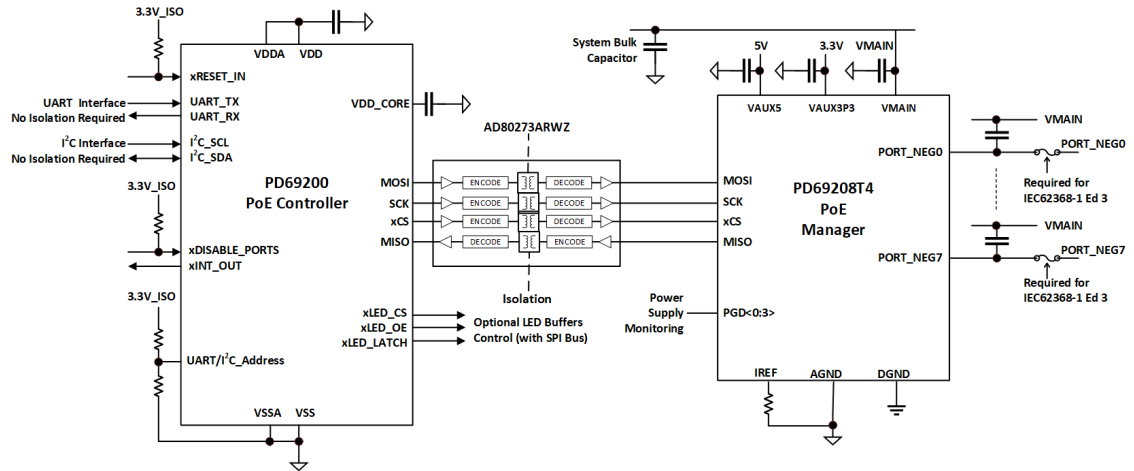 3.3V_ISO
VDDA
VDD
xRESET_IN
UART Interface
No Isolation Required
UART_TX
UART_RX
I²C Interface
No Isolation Required
I²C_SCL
I²C_SDA
3.3V_ISO
xDISABLE_PORTS
xINT_OUT
3.3V_ISO
UART/I²C_Address
VSSA
VSS
PD69200
PoE Controller
VDD_CORE
MOSI
SCK
xCS
MISO
xLED_CS
xLED_OE
xLED_LATCH
Optional LED Buffers
Control (with SPI Bus)
AD80273ARWZ
ENCODE
DECODE
ENCODE
DECODE
ENCODE
DECODE
DECODE
ENCODE
Isolation
System Bulk
Capacitor
5V
3.3V
VMAIN
VAUX5
VAUX3P3
VMAIN
MOSI
SCK
xCS
MISO
PD69208T4
PoE
Manager
Power
Supply
Monitoring
PGD<0:3>
IREF
AGND
DGND
VMAIN
PORT_NEG0
PORT_NEG0
Required for
IEC62368-1 Ed 3
VMAIN
PORT_NEG7
PORT_NEG7
Required for
IEC62368-1 Ed 3